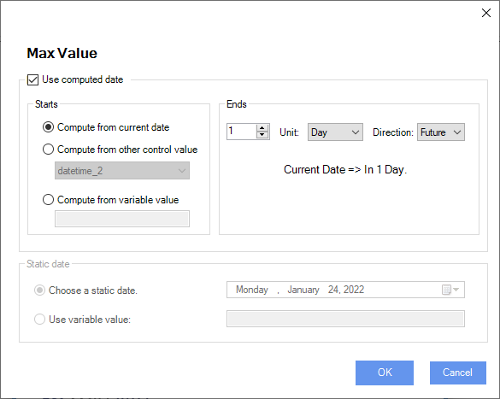 Max Value
Use computed date
Starts
Compute from current date
Compute from other control value
datetime_2
Compute from variable value
Ends
1 Unit: Day Direction: Future
Current Date => In 1 Day.
Static date
Choose a static date. Monday , January 24, 2022
Use variable value:
OK Cancel